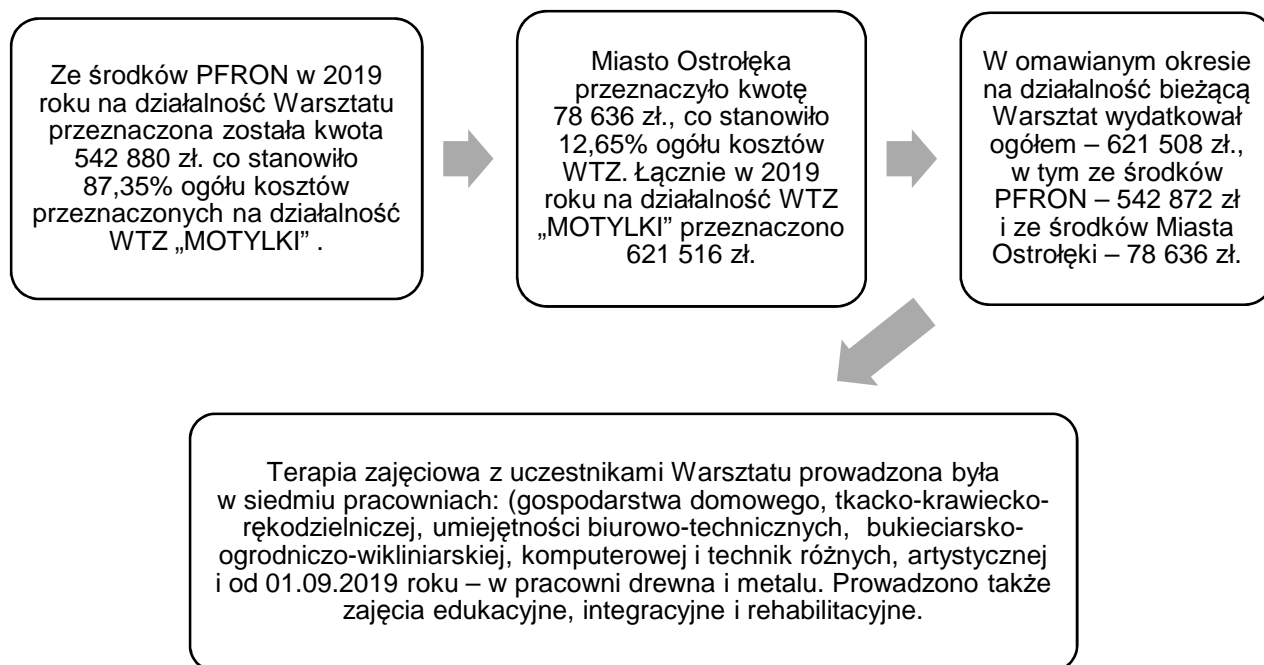 Ze środków PFRON w 2019
roku na działalność Warsztatu
przeznaczona została kwota
542 880 zł. co stanowiło
87,35% ogółu kosztów
przeznaczonych na działalność
WTZ „MOTYLKI” .
Miasto Ostrołęka
przeznaczyło kwotę
78 636 zł., co stanowiło
12,65% ogółu kosztów
WTZ. Łącznie w 2019
roku na działalność WTZ
„MOTYLKI” przeznaczono
621 516 zł.
W omawianym okresie
na działalność bieżącą
Warsztat wydatkował
ogółem – 621 508 zł.,
w tym ze środków
PFRON – 542 872 zł
i ze środków Miasta
Ostrołęki – 78 636 zł.
Terapia zajęciowa z uczestnikami Warsztatu prowadzona była
w siedmiu pracowniach: (gospodarstwa domowego, tkacko-krawiecko-
rękodzielniczej, umiejętności biurowo-technicznych, bukieciarsko-
ogrodniczo-wikliniarskiej, komputerowej i technik różnych, artystycznej
i od 01.09.2019 roku – w pracowni drewna i metalu. Prowadzono także
zajęcia edukacyjne, integracyjne i rehabilitacyjne.